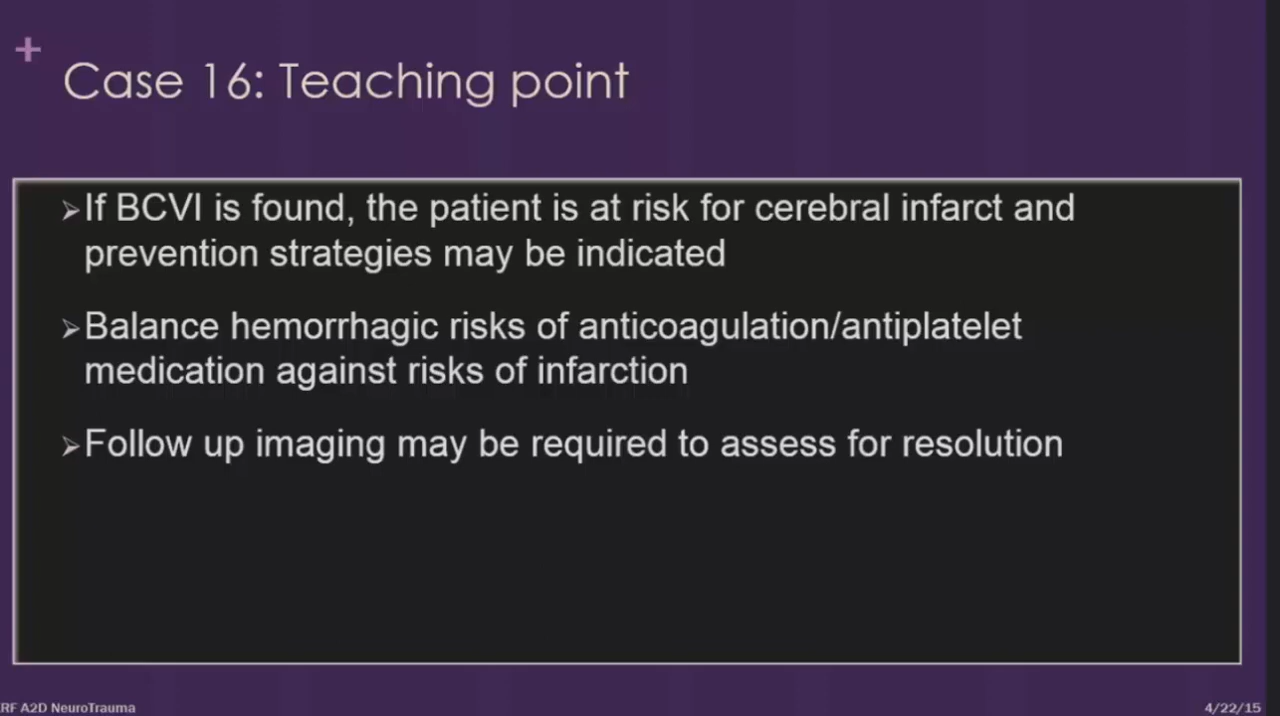 +
Case 16: Teaching point
➢If BCVI is found, the patient is at risk for cerebral infarct and
prevention strategies may be indicated
➢Balance hemorrhagic risks of anticoagulation/antiplatelet
medication against risks of infarction
➢Follow up imaging may be required to assess for resolution
RF A2D NeuroTrauma
4/22/15